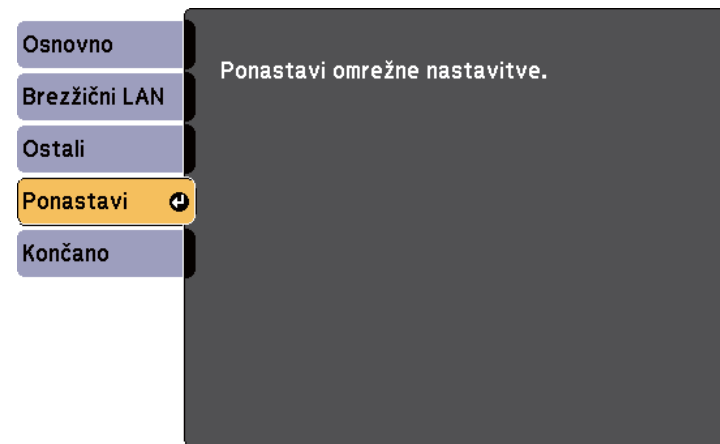 Osnovno
Brezžični LAN
Ostali
Ponastavi
Končano
Ponastavi omrežne nastavitve.